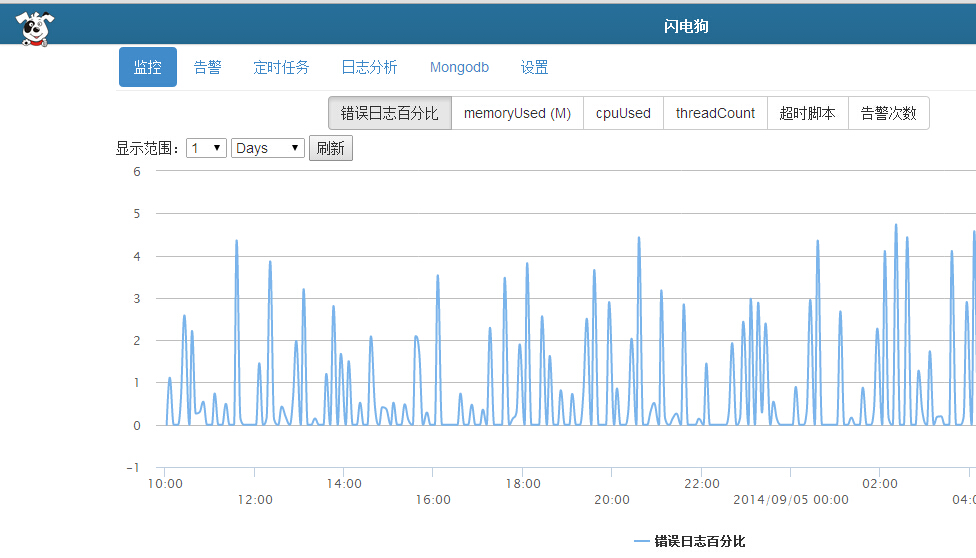 闪电狗
监控 告警 定时任务 日志分析 Mongodb 设置
错误日志百分比 memoryUsed (M) cpuUsed threadCount 超时脚本 告警次数
显示范围: 1 Days 刷新
6
5
4
3
2
1
0
-1
10:00 12:00 14:00 16:00 18:00 20:00 22:00 2014/09/05 00:00 02:00 04:0
错误日志百分比